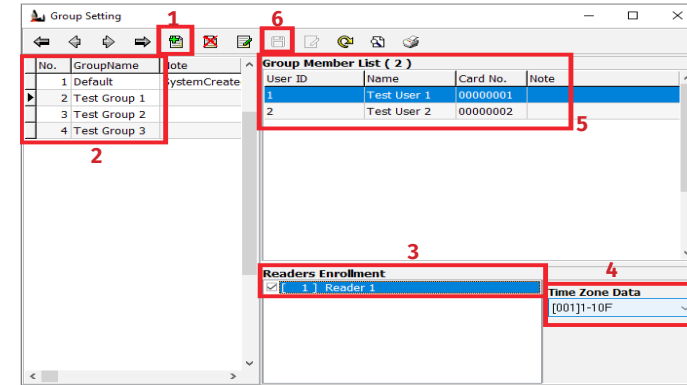 Group Setting
1
6
No. GroupName Note
1 Default SystemCreate
2 Test Group 1
3 Test Group 2
4 Test Group 3
2
Group Member List ( 2 )
User ID Name Card No. Note
1 Test User 1 00000001
2 Test User 2 00000002
5
3
Readers Enrollment
[ 1 ] Reader 1
4
Time Zone Data
[001]1-10F